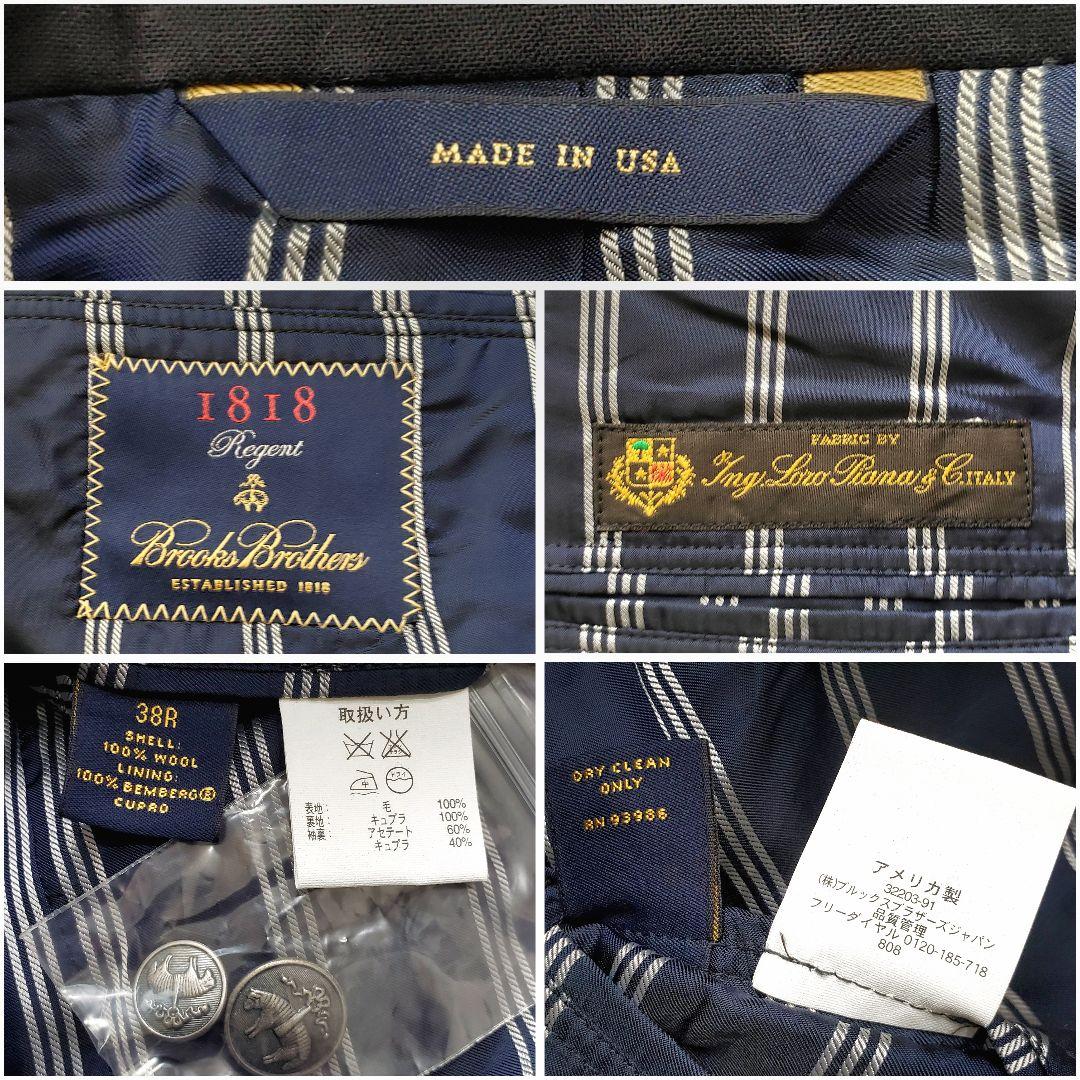 MADE IN USA
1818
Regent
Brooks Brothers
ESTABLISHED 1818
FABRIC BY
Ing. Loro Piana & C. ITALY
38R
SHELL:
100% WOOL
LINING:
100% BEMBERG®
CUPRO
取扱い方
中
ドライ
表地: 毛 100%
裏地: キュプラ 100%
袖裏: アセテート 60%
キュプラ 40%
DRY CLEAN
ONLY
RN 93986
アメリカ製
32203-91
(株)ブルックスブラザーズジャパン
品質管理
フリーダイヤル 0120-185-718
808